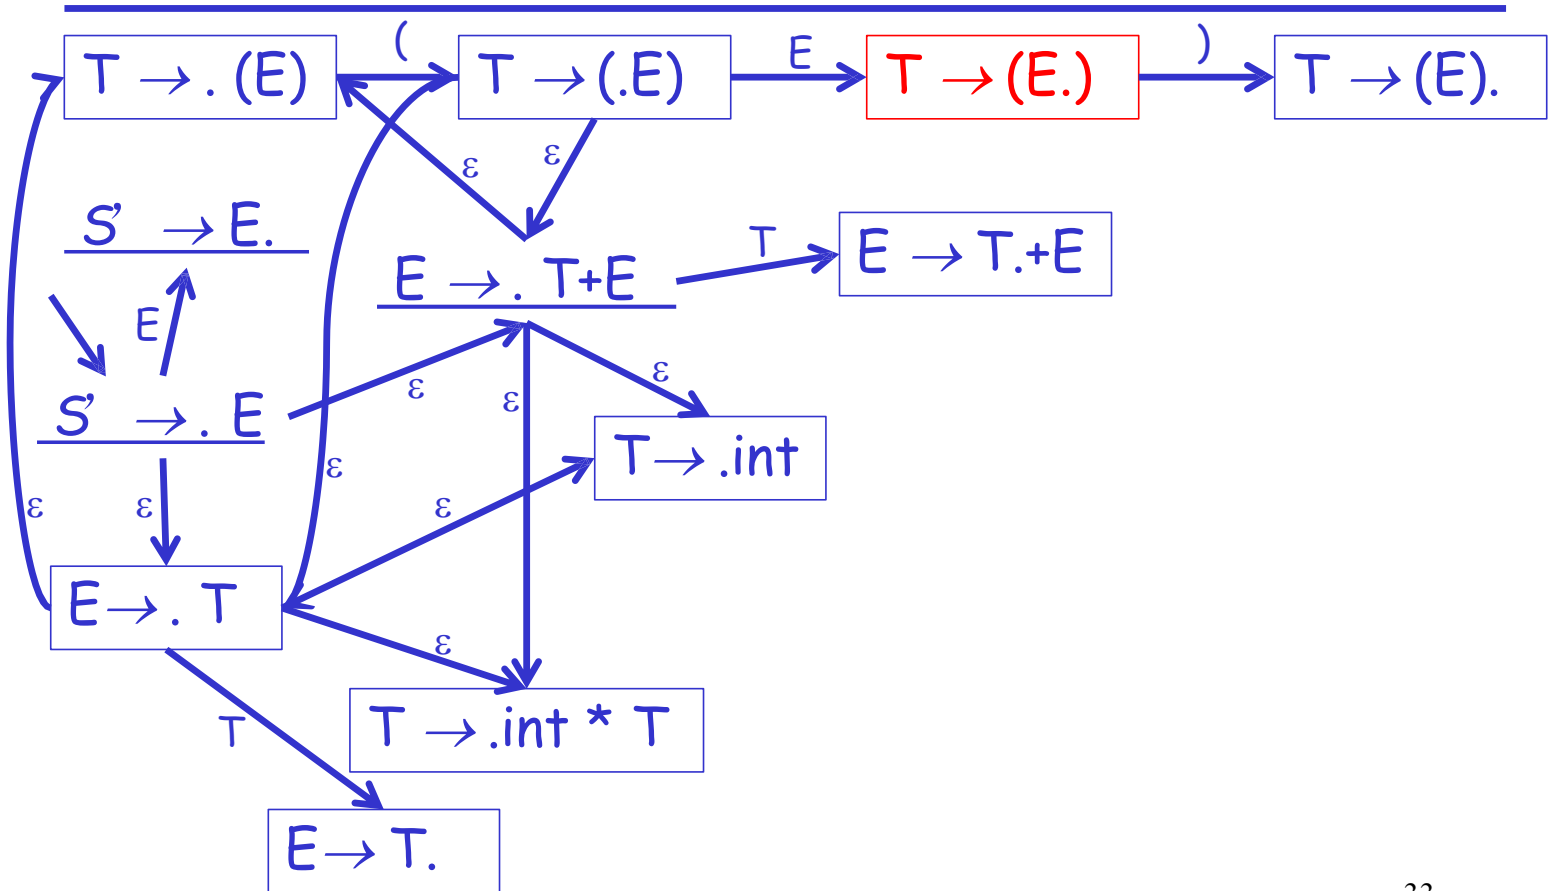 (
T → . (E)
T → (.E)
E
T → (E.)
)
T → (E).
ε
ε
S’ → E.
E → . T+E
T
E → T.+E
E
S’ → . E
ε
ε
ε
T → .int
ε
ε
ε
ε
E → . T
ε
T → .int * T
T
E → T.